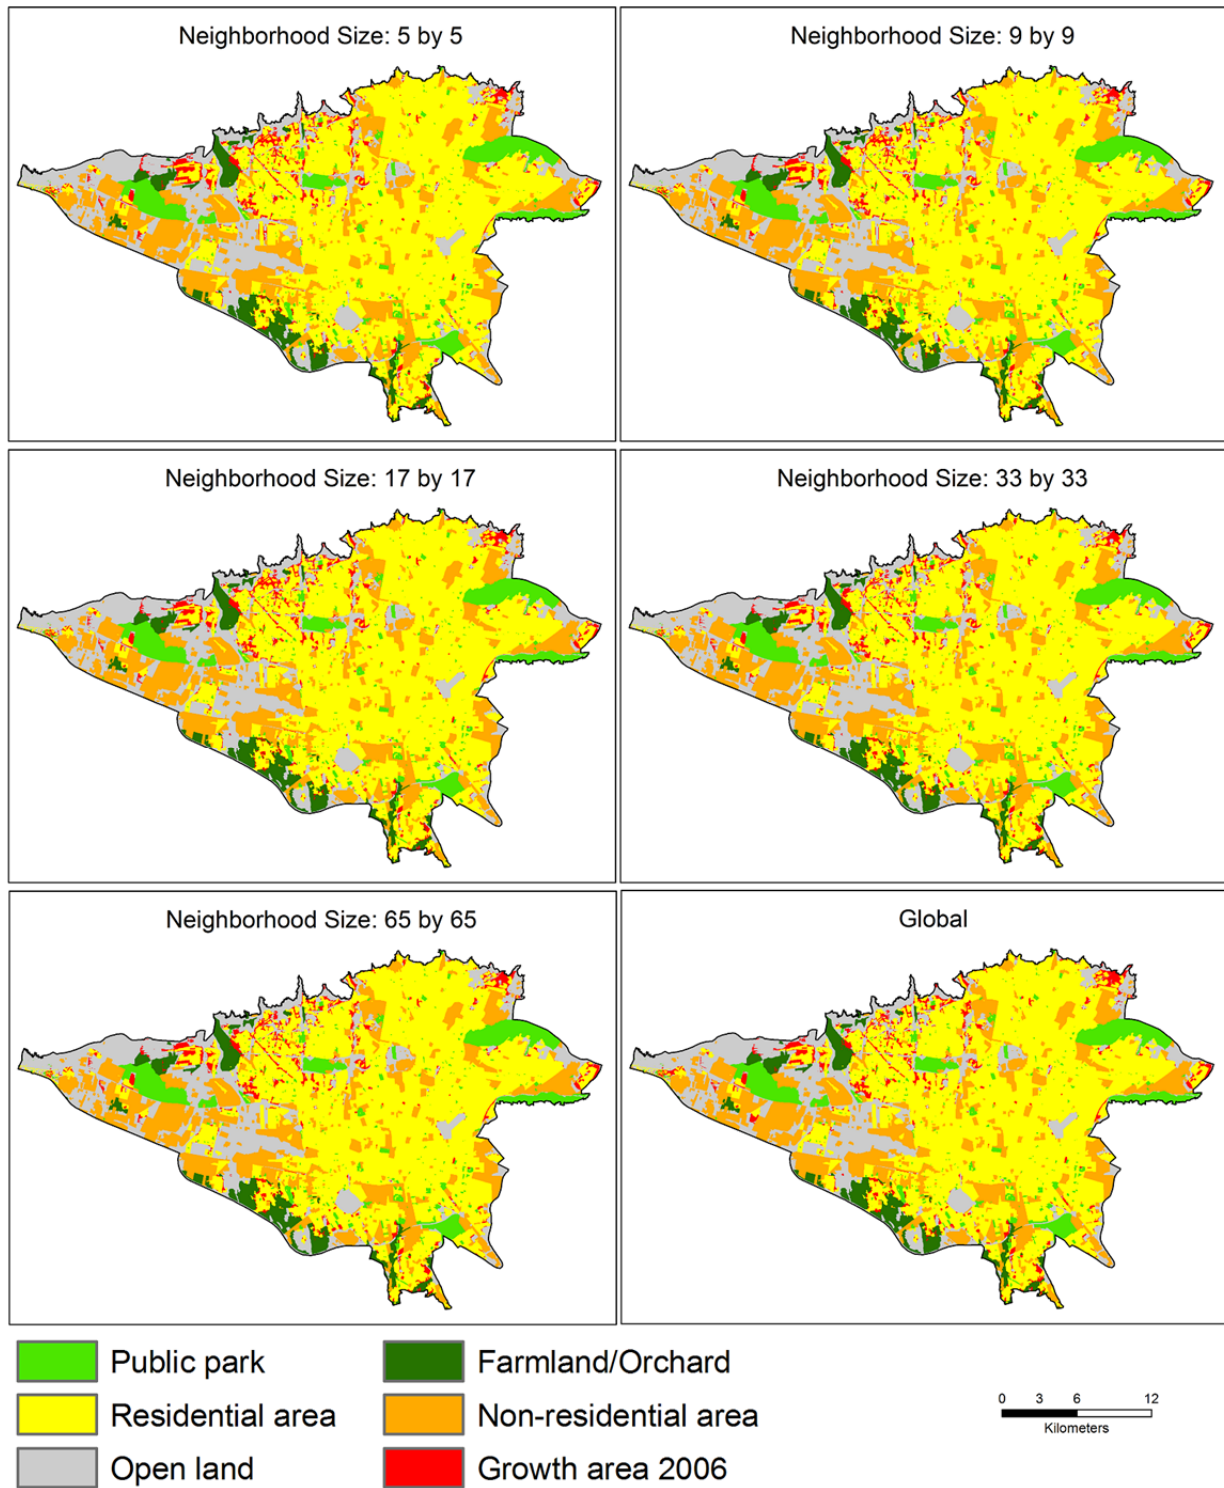 Neighborhood Size: 5 by 5
Neighborhood Size: 9 by 9
Neighborhood Size: 17 by 17
Neighborhood Size: 33 by 33
Neighborhood Size: 65 by 65
Global
Public park
Farmland/Orchard
Residential area
Non-residential area
Open land
Growth area 2006
0 3 6 12
Kilometers